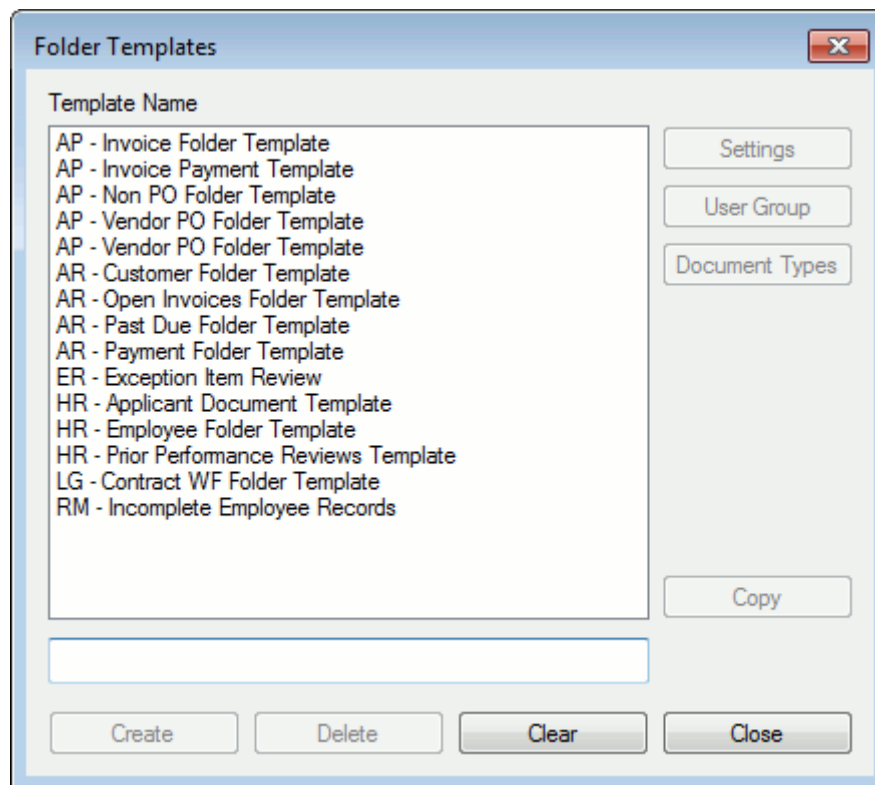 Folder Templates
Template Name
AP - Invoice Folder Template
AP - Invoice Payment Template
AP - Non PO Folder Template
AP - Vendor PO Folder Template
AP - Vendor PO Folder Template
AR - Customer Folder Template
AR - Open Invoices Folder Template
AR - Past Due Folder Template
AR - Payment Folder Template
ER - Exception Item Review
HR - Applicant Document Template
HR - Employee Folder Template
HR - Prior Performance Reviews Template
LG - Contract WF Folder Template
RM - Incomplete Employee Records
Settings
User Group
Document Types
Copy
Create Delete Clear Close